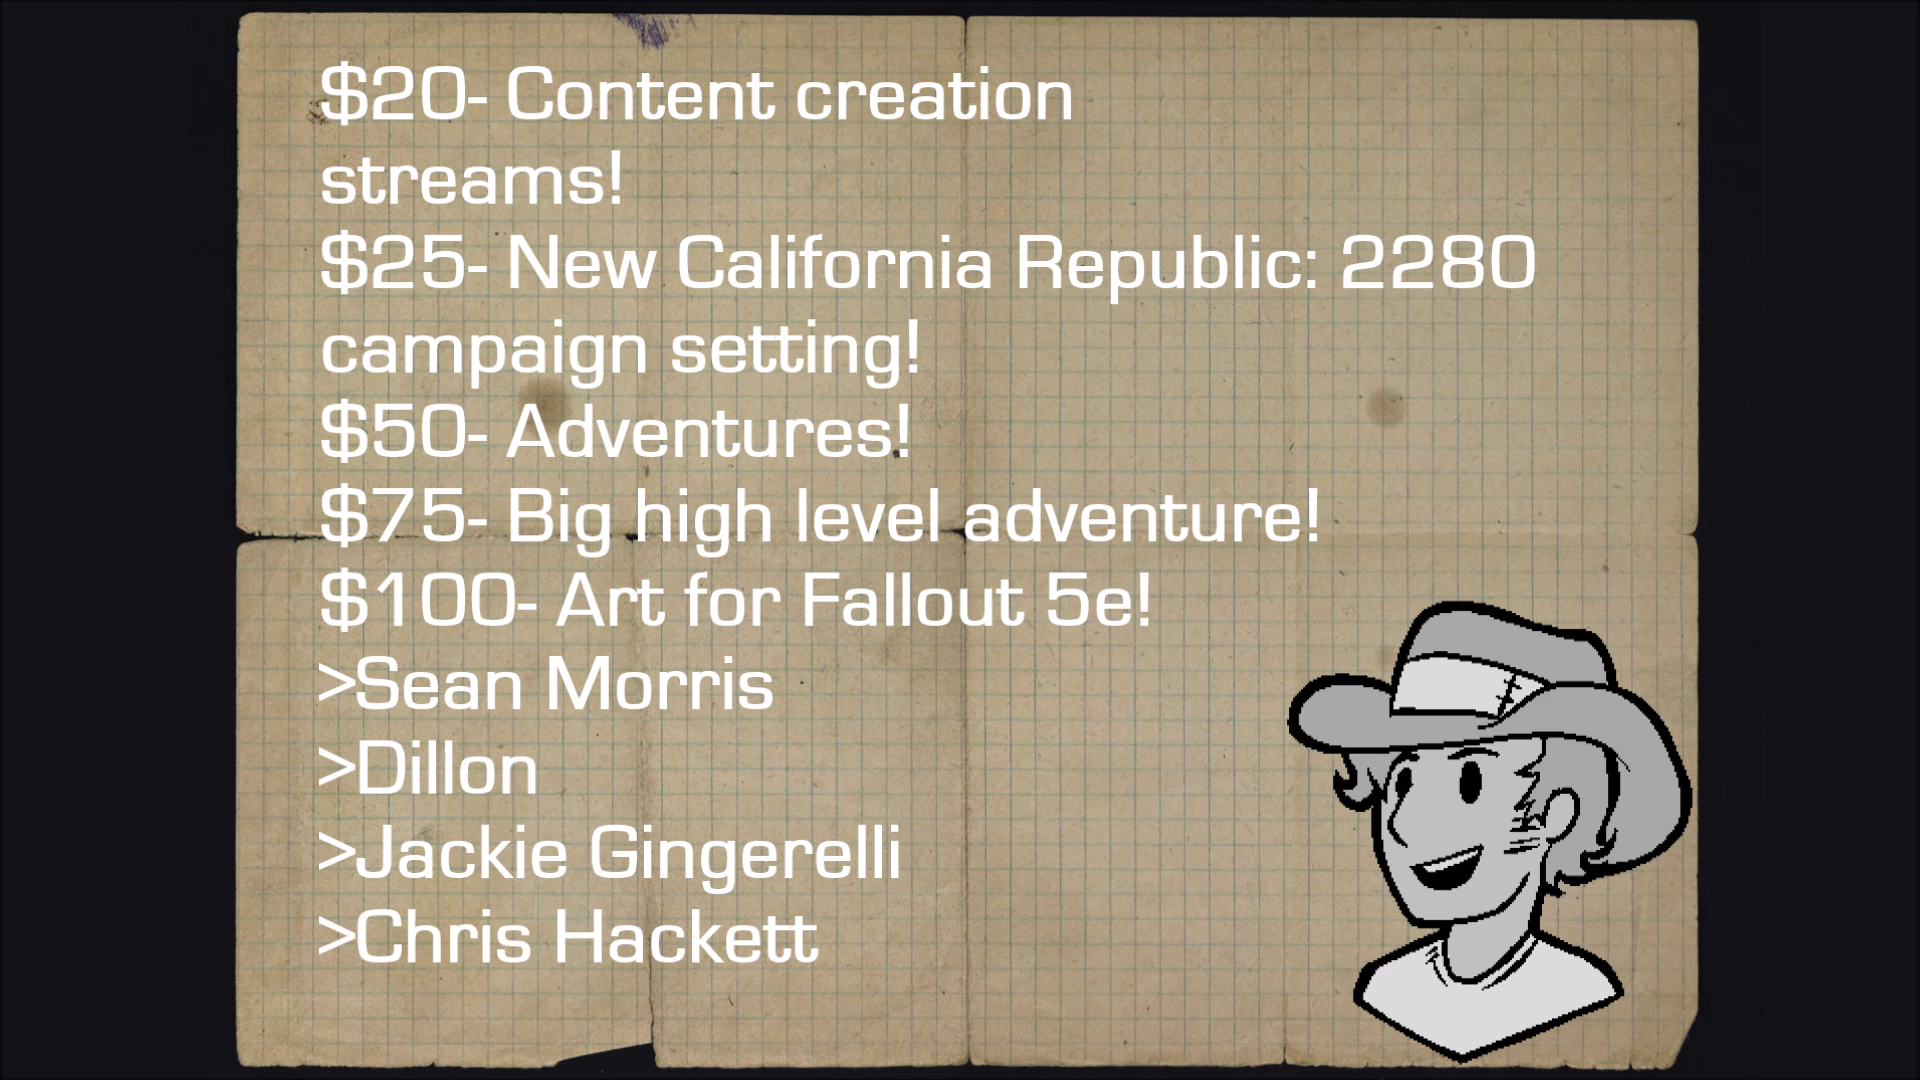 $20- Content creation
streams!
$25- New California Republic: 2280
campaign setting!
$50- Adventures!
$75- Big high level adventure!
$100- Art for Fallout 5e!
>Sean Morris
>Dillon
>Jackie Gingerelli
>Chris Hackett